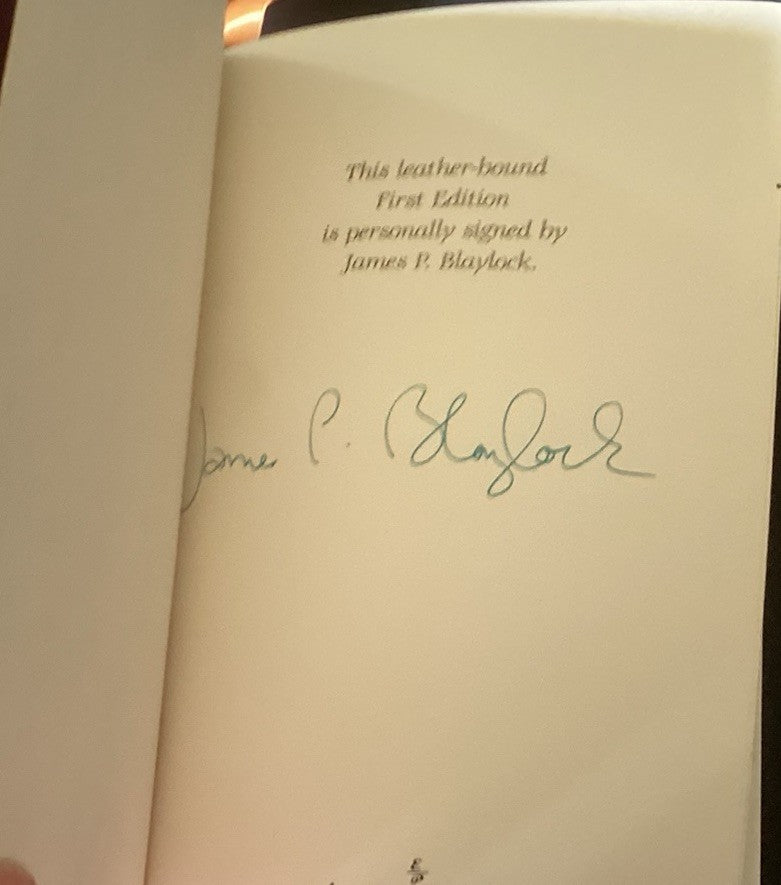 This leather-bound
First Edition
is personally signed by
James P. Blaylock.
James P. Blaylock